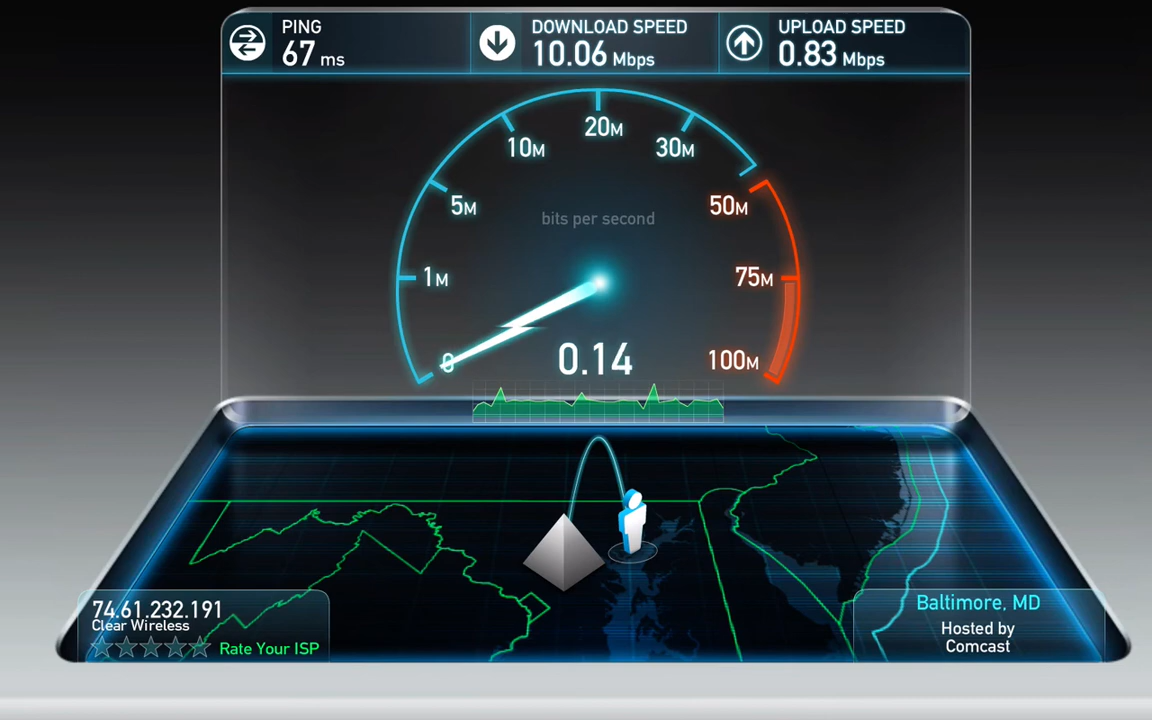 PING
67 ms
DOWNLOAD SPEED
10.06 Mbps
UPLOAD SPEED
0.83 Mbps
20M
10M
30M
5M
50M
bits per second
1M
75M
0
0.14
100M
74.61.232.191
Clear Wireless
Rate Your ISP
Baltimore, MD
Hosted by
Comcast